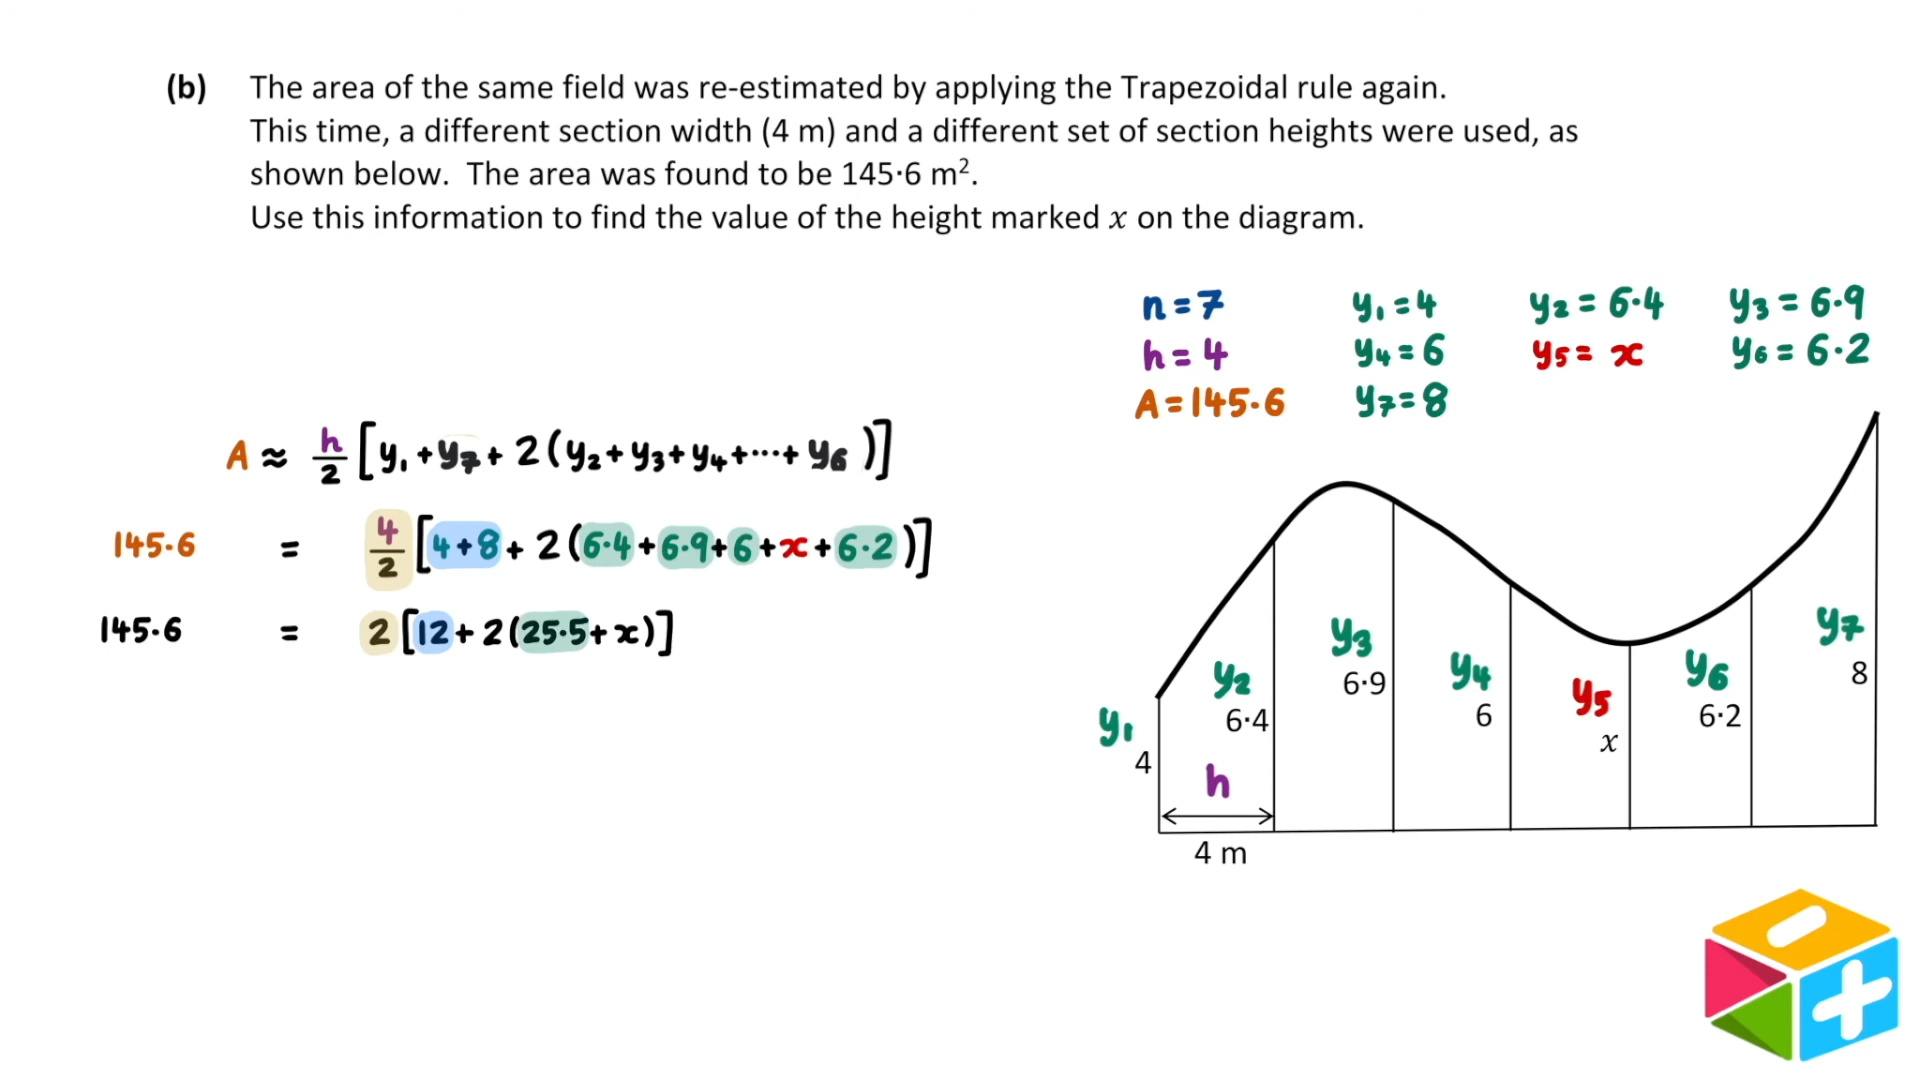 (b) The area of the same field was re-estimated by applying the Trapezoidal rule again.
This time, a different section width (4 m) and a different set of section heights were used, as
shown below. The area was found to be 145·6 m².
Use this information to find the value of the height marked x on the diagram.
n = 7 y₁ = 4 y₂ = 6·4 y₃ = 6·9
h = 4 y₄ = 6 y₅ = x y₆ = 6·2
A = 145·6 y₇ = 8
A ≈ h/2 [y₁ + y₇ + 2(y₂ + y₃ + y₄ + ··· + y₆)]
145·6 = 4/2 [4 + 8 + 2(6·4 + 6·9 + 6 + x + 6·2)]
145·6 = 2[12 + 2(25·5 + x)]
y₁
4
y₂
6·4
y₃
6·9
y₄
6
y₅
x
y₆
6·2
y₇
8
h
4 m